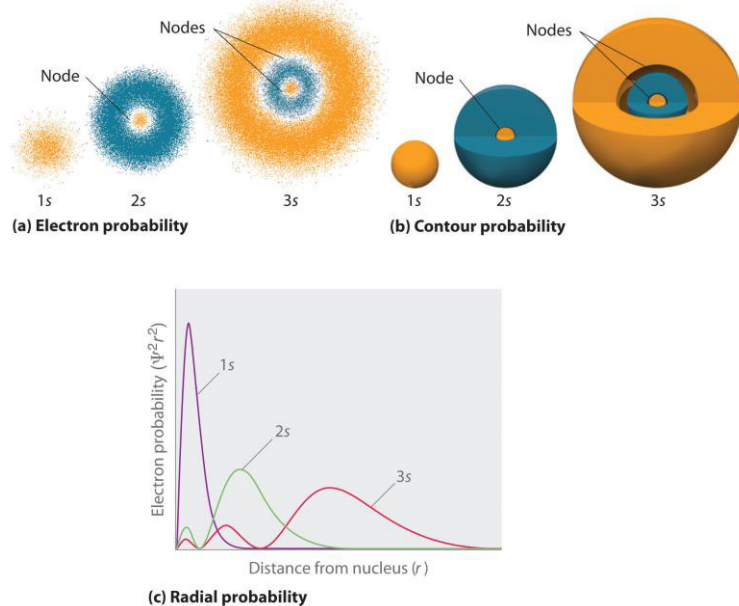 Nodes
Node
1s
2s
3s
(a) Electron probability
Nodes
Node
1s
2s
3s
(b) Contour probability
Electron probability (Ψ²r²)
1s
2s
3s
Distance from nucleus (r)
(c) Radial probability